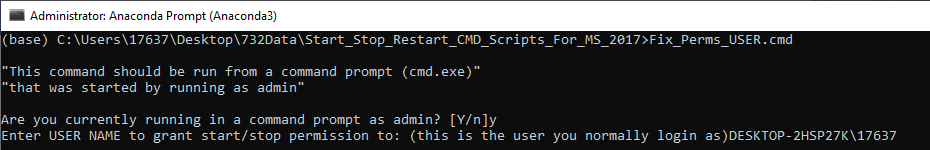 Administrator: Anaconda Prompt (Anaconda3)
(base) C:\Users\17637\Desktop\732Data\Start_Stop_Restart_CMD_Scripts_For_MS_2017>Fix_Perms_USER.cmd
"This command should be run from a command prompt (cmd.exe)"
"that was started by running as admin"
Are you currently running in a command prompt as admin? [Y/n]y
Enter USER NAME to grant start/stop permission to: (this is the user you normally login as)DESKTOP-2HSP27K\17637